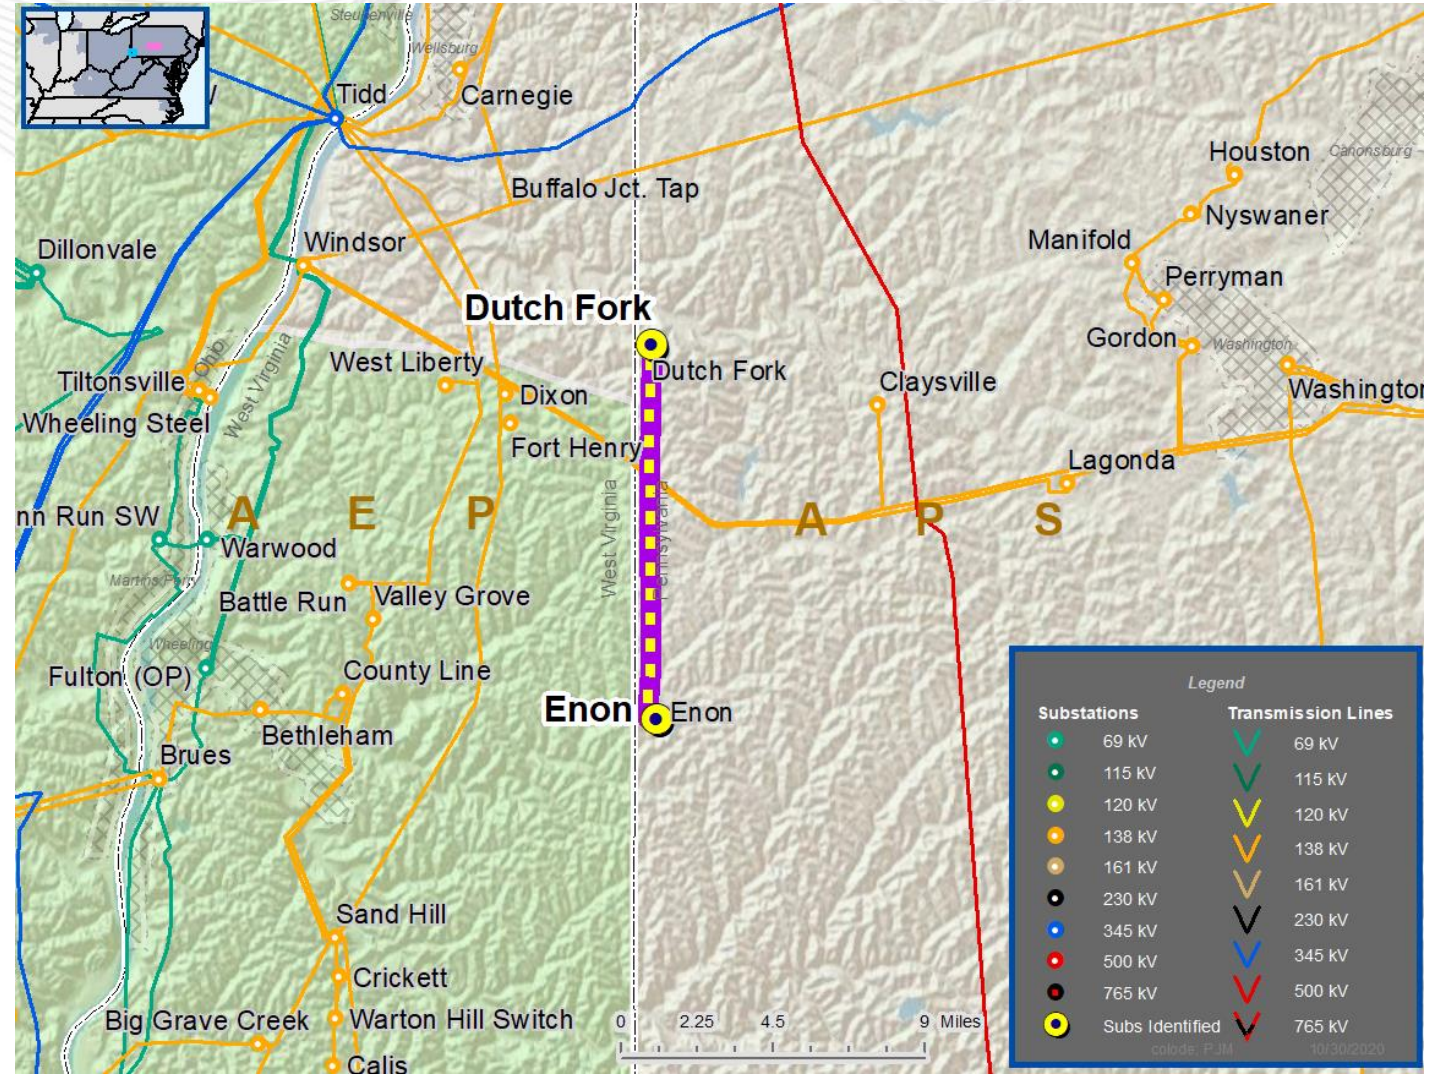 Steubenville
Wellsburg
Tidd
Carnegie
Houston
Canonsburg
Buffalo Jct. Tap
Nyswaner
Manifold
Dillonvale
Windsor
Perryman
Dutch Fork
Gordon
Washington
Ohio
West Virginia
West Liberty
Dutch Fork
Claysville
Tiltonsville
Dixon
Washington
Wheeling Steel
Fort Henry
Lagonda
nn Run SW
A E P
A P S
West Virginia
Pennsylvania
Warwood
Martins Ferry
Battle Run
Valley Grove
Wheeling
Fulton (OP)
County Line
Enon
Enon
Bethleham
Brues
Sand Hill
Crickett
Big Grave Creek
Warton Hill Switch
Calis
0 2.25 4.5 9 Miles
Legend
Substations Transmission Lines
69 kV 69 kV
115 kV 115 kV
120 kV 120 kV
138 kV 138 kV
161 kV 161 kV
230 kV 230 kV
345 kV 345 kV
500 kV 500 kV
765 kV 765 kV
Subs Identified
colode; PJM 10/30/2020